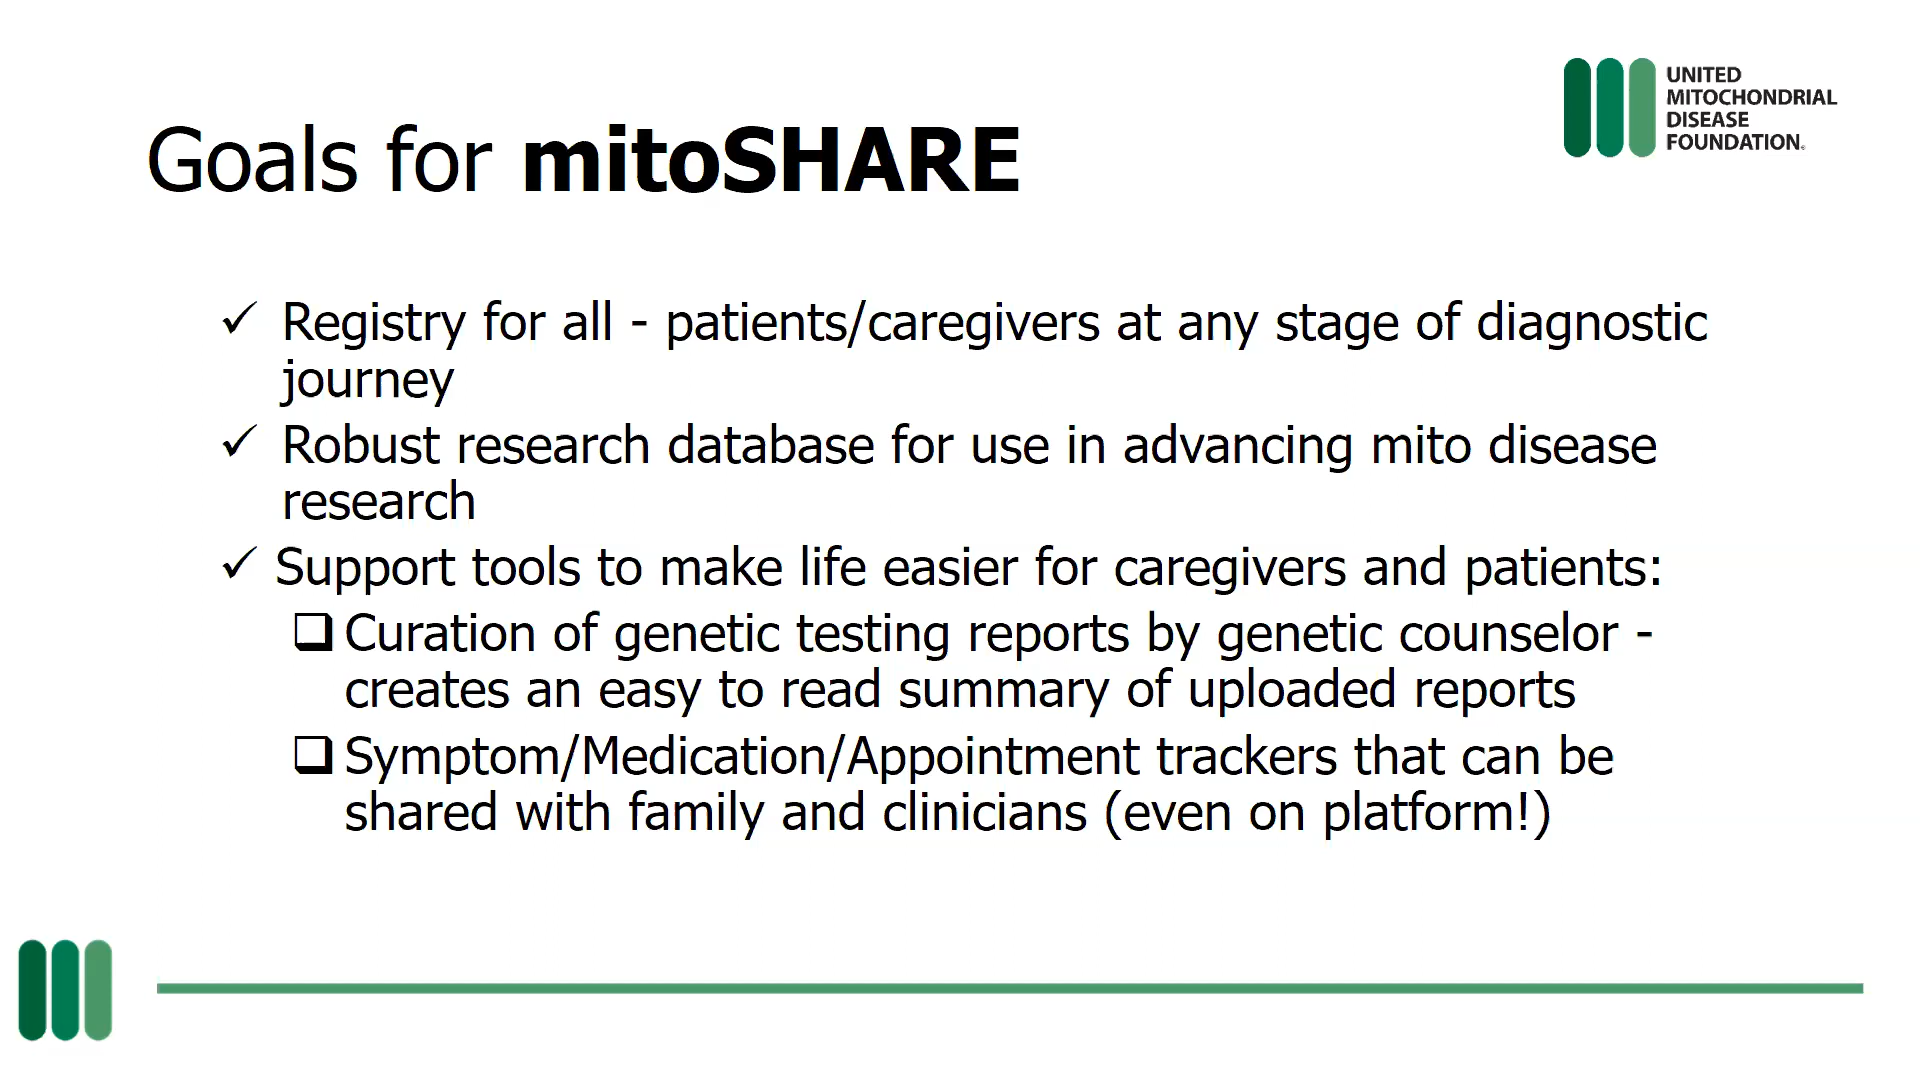 UNITED
MITOCHONDRIAL
DISEASE
FOUNDATION.
Goals for mitoSHARE
✓ Registry for all - patients/caregivers at any stage of diagnostic
journey
✓ Robust research database for use in advancing mito disease
research
✓ Support tools to make life easier for caregivers and patients:
❑ Curation of genetic testing reports by genetic counselor -
creates an easy to read summary of uploaded reports
❑ Symptom/Medication/Appointment trackers that can be
shared with family and clinicians (even on platform!)